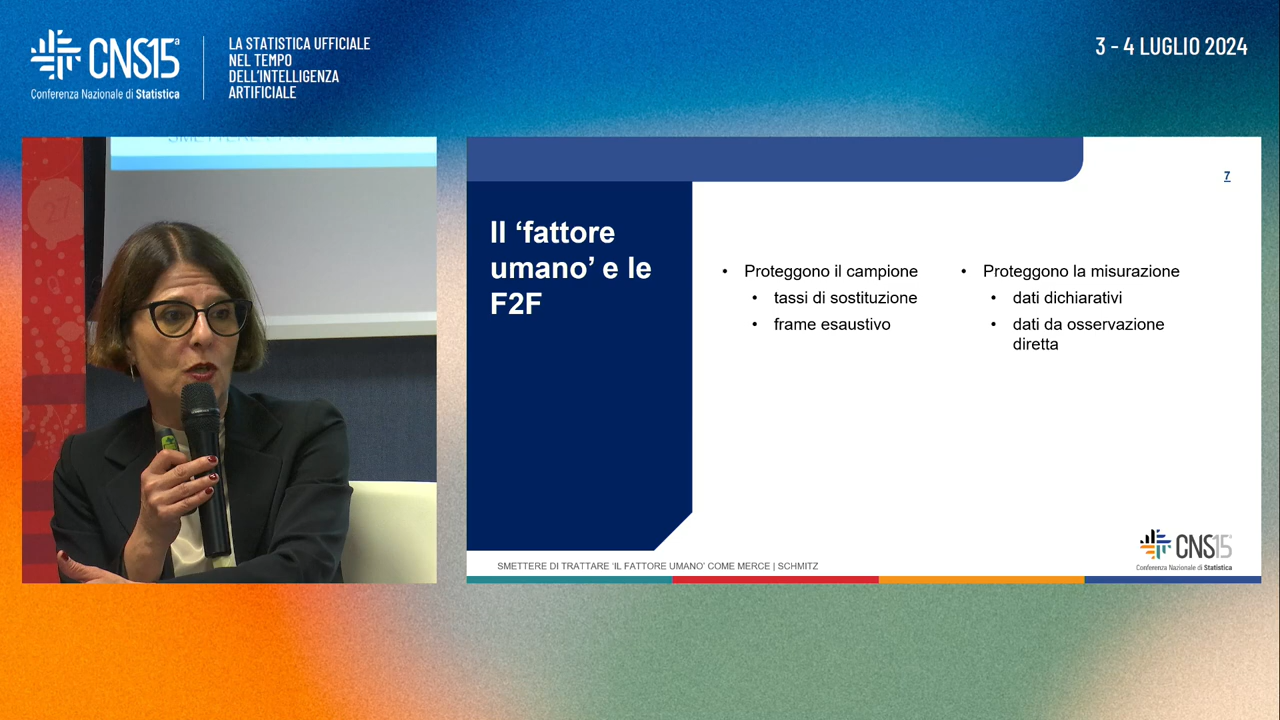 CNS15ª
Conferenza Nazionale di Statistica
LA STATISTICA UFFICIALE
NEL TEMPO
DELL'INTELLIGENZA
ARTIFICIALE
3 - 4 LUGLIO 2024
27
7
Il ‘fattore
umano’ e le
F2F
• Proteggono il campione
• tassi di sostituzione
• frame esaustivo
• Proteggono la misurazione
• dati dichiarativi
• dati da osservazione
diretta
SMETTERE DI TRATTARE ‘IL FATTORE UMANO’ COME MERCE | SCHMITZ
CNS15
Conferenza Nazionale di Statistica